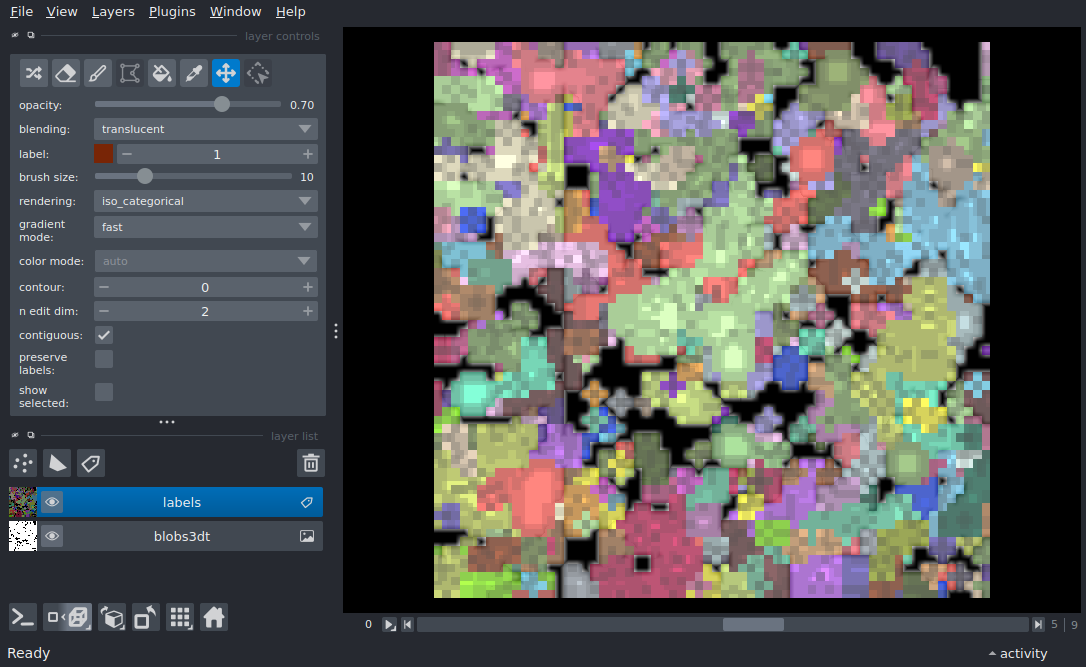 File View Layers Plugins Window Help
layer controls
opacity: 0.70
blending: translucent
label: 1
brush size: 10
rendering: iso_categorical
gradient
mode: fast
color mode: auto
contour: 0
n edit dim: 2
contiguous:
preserve
labels:
show
selected:
layer list
labels
blobs3dt
0 5 | 9
Ready activity